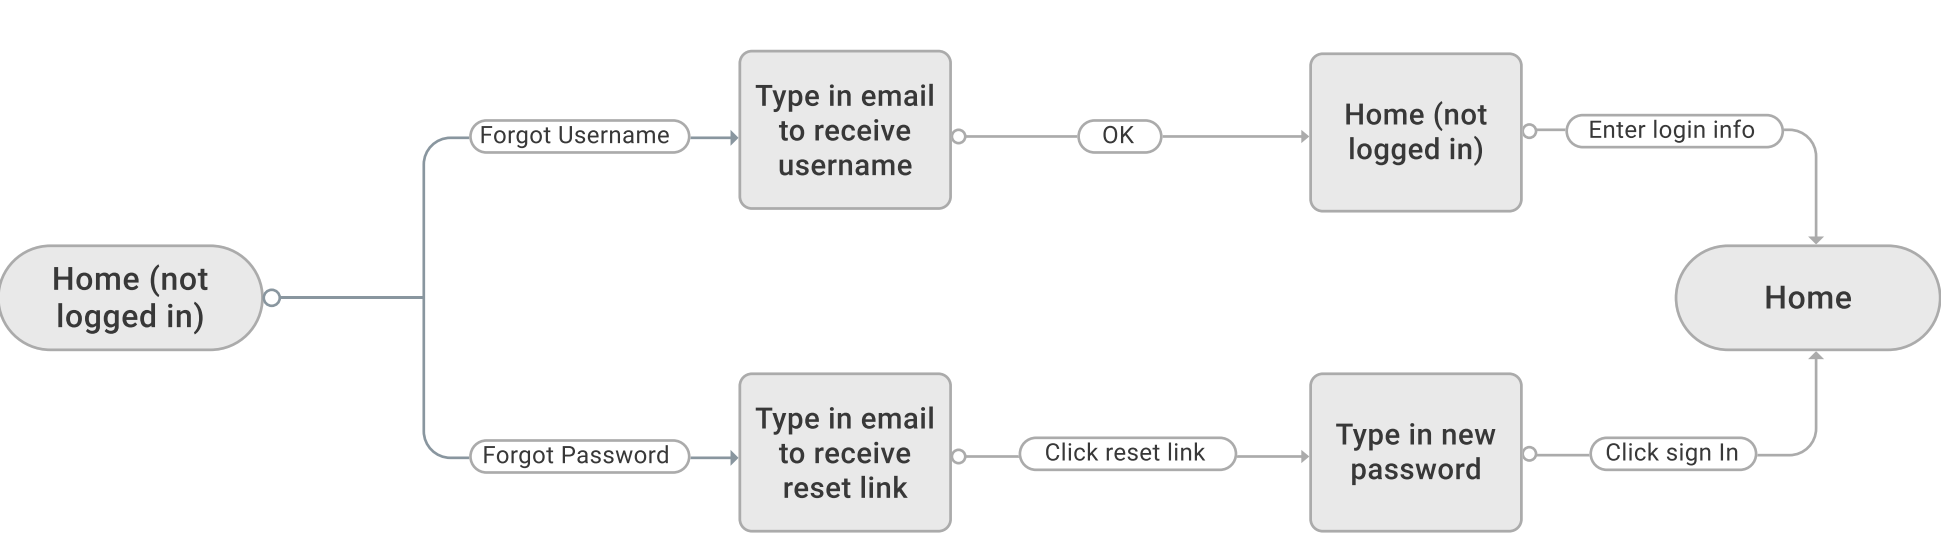 Home (not
logged in)
Forgot Username
Type in email
to receive
username
OK
Home (not
logged in)
Enter login info
Forgot Password
Type in email
to receive
reset link
Click reset link
Type in new
password
Click sign In
Home